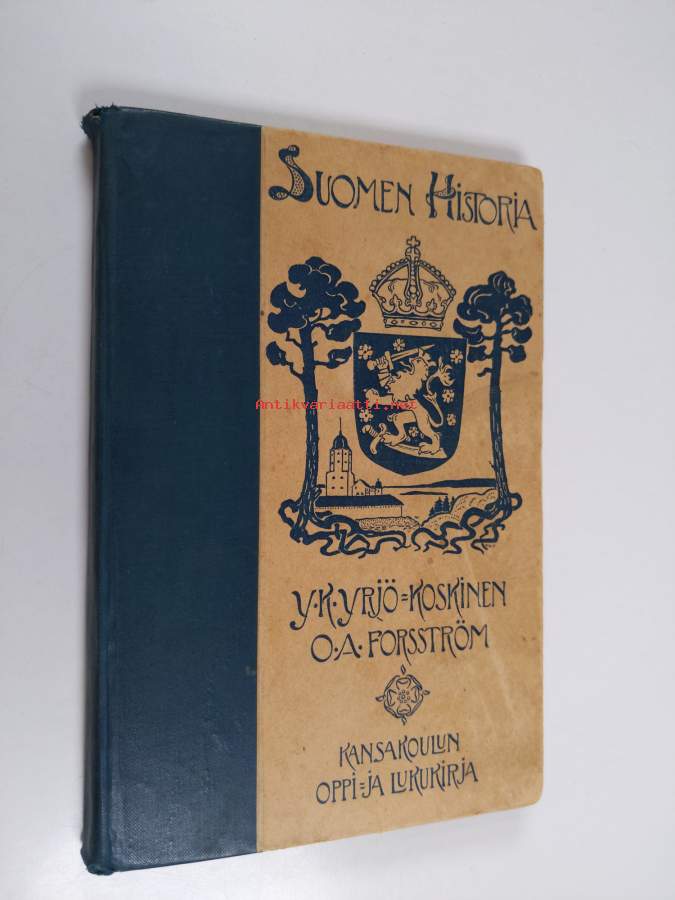 Suomen Historia
Antikvariaatti.net
Y·K·YRJÖ=KOSKINEN
O·A·FORSSTRÖM
KANSAKOULUN
OPPI=JA LUKUKIRJA